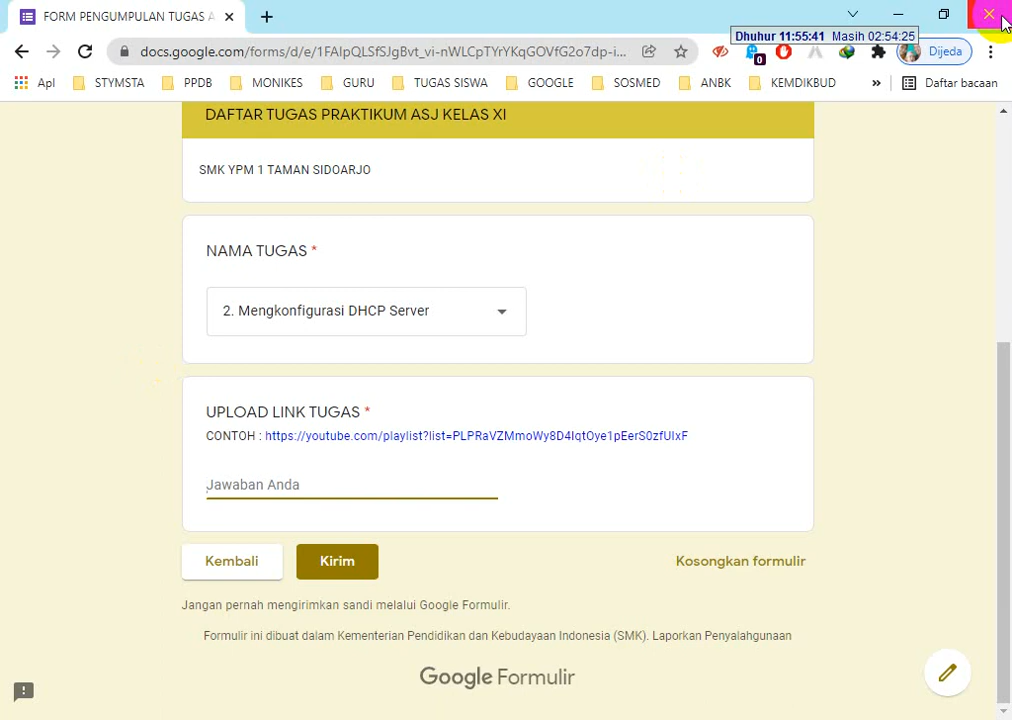 FORM PENGUMPULAN TUGAS A
Dhuhur 11:55:41 Masih 02:54:25
docs.google.com/forms/d/e/1FAIpQLSfSJgBvt_vi-nWLCpTYrYKqGOVfG2o7dp-i...
0
Dijeda
Apl
STYMSTA
PPDB
MONIKES
GURU
TUGAS SISWA
GOOGLE
SOSMED
ANBK
KEMDIKBUD
»
Daftar bacaan
DAFTAR TUGAS PRAKTIKUM ASJ KELAS XI
SMK YPM 1 TAMAN SIDOARJO
NAMA TUGAS *
2. Mengkonfigurasi DHCP Server
UPLOAD LINK TUGAS *
CONTOH : https://youtube.com/playlist?list=PLPRaVZMmoWy8D4IqtOye1pEerS0zfUIxF
Jawaban Anda
Kembali
Kirim
Kosongkan formulir
Jangan pernah mengirimkan sandi melalui Google Formulir.
Formulir ini dibuat dalam Kementerian Pendidikan dan Kebudayaan Indonesia (SMK). Laporkan Penyalahgunaan
Google Formulir